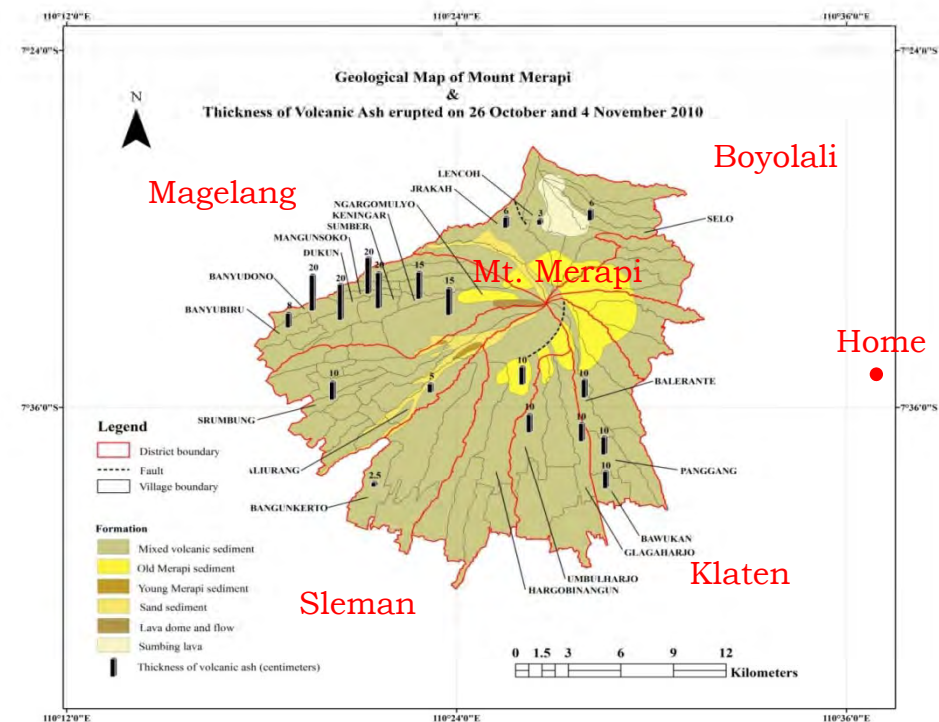 110°12'0"E
110°24'0"E
110°36'0"E
7°24'0"S
7°24'0"S
Geological Map of Mount Merapi
&
Thickness of Volcanic Ash erupted on 26 October and 4 November 2010
N
Boyolali
Magelang
LENCOH
JRAKAH
NGARGOMULYO
KENINGAR
SUMBER
MANGUNSOKO
DUKUN
BANYUDONO
BANYUBIRU
6
3
6
SELO
20
20
20
20
15
15
8
Mt. Merapi
Home
10
5
10
10
BALERANTE
7°36'0"S
7°36'0"S
SRUMBUNG
10
10
10
10
PANGGANG
Legend
District boundary
Fault
Village boundary
ALIURANG
2.5
BANGUNKERTO
BAWUKAN
GLAGAHARJO
UMBULHARJO
HARGOBINANGUN
Klaten
Sleman
Formation
Mixed volcanic sediment
Old Merapi sediment
Young Merapi sediment
Sand sediment
Lava dome and flow
Sumbing lava
Thickness of volcanic ash (centimeters)
0 1.5 3 6 9 12
Kilometers
110°12'0"E
110°24'0"E
110°36'0"E